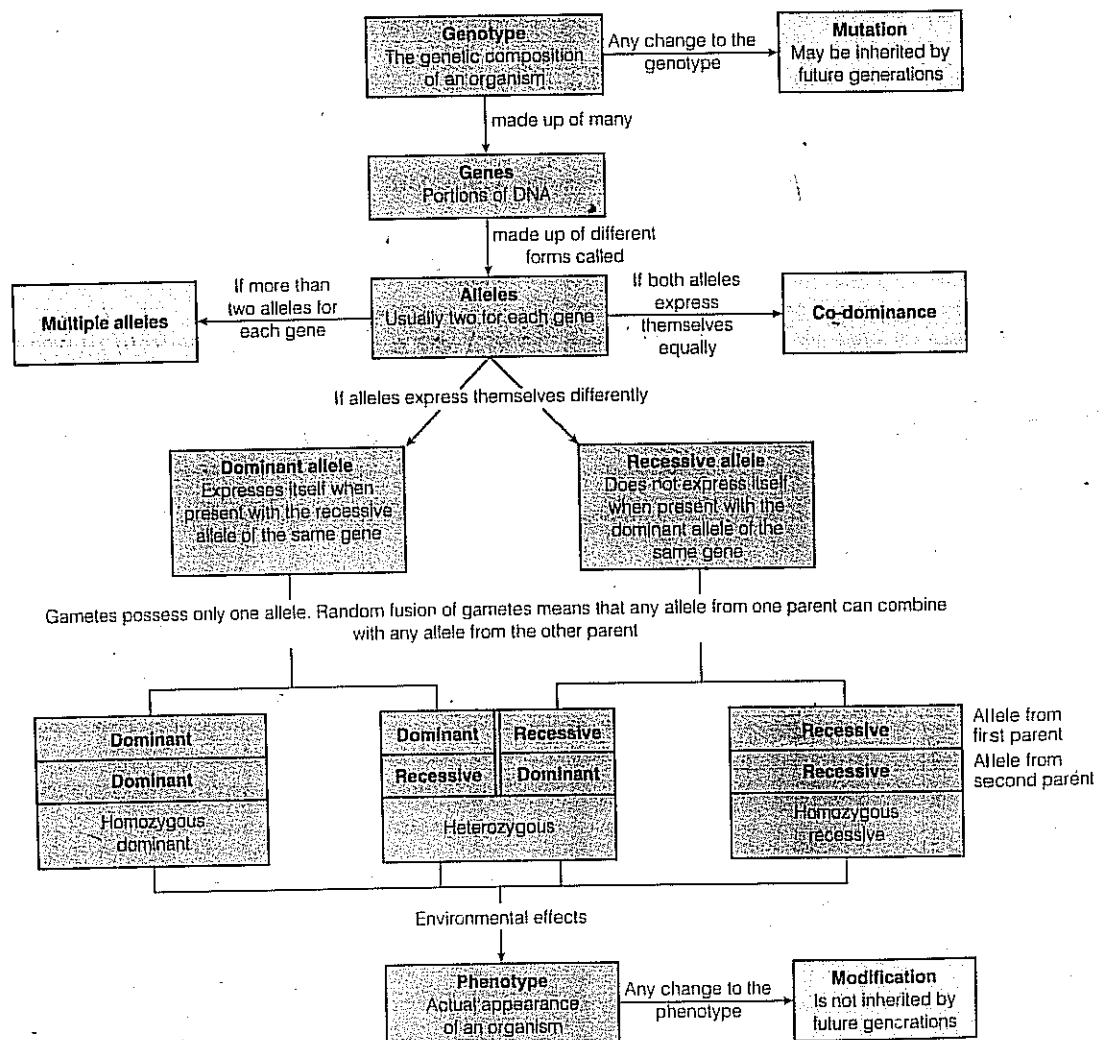 Genotype
The genetic composition
of an organism
Any change to the
genotype
Mutation
May be inherited by
future generations
made up of many
Genes
Portions of DNA
made up of different
forms called
If more than
two alleles for
each gene
Multiple alleles
Alleles
Usually two for each gene
If both alleles
express
themselves
equally
Co-dominance
If alleles express themselves differently
Dominant allele
Expresses itself when
present with the recessive
allele of the same gene
Recessive allele
Does not express itself
when present with the
dominant allele of the
same gene
Gametes possess only one allele. Random fusion of gametes means that any allele from one parent can combine
with any allele from the other parent
Dominant
Dominant
Homozygous
dominant
Dominant Recessive
Recessive Dominant
Heterozygous
Recessive
Recessive
Homozygous
recessive
Allele from
first parent
Allele from
second parent
Environmental effects
Phenotype
Actual appearance
of an organism
Any change to the
phenotype
Modification
Is not inherited by
future generations